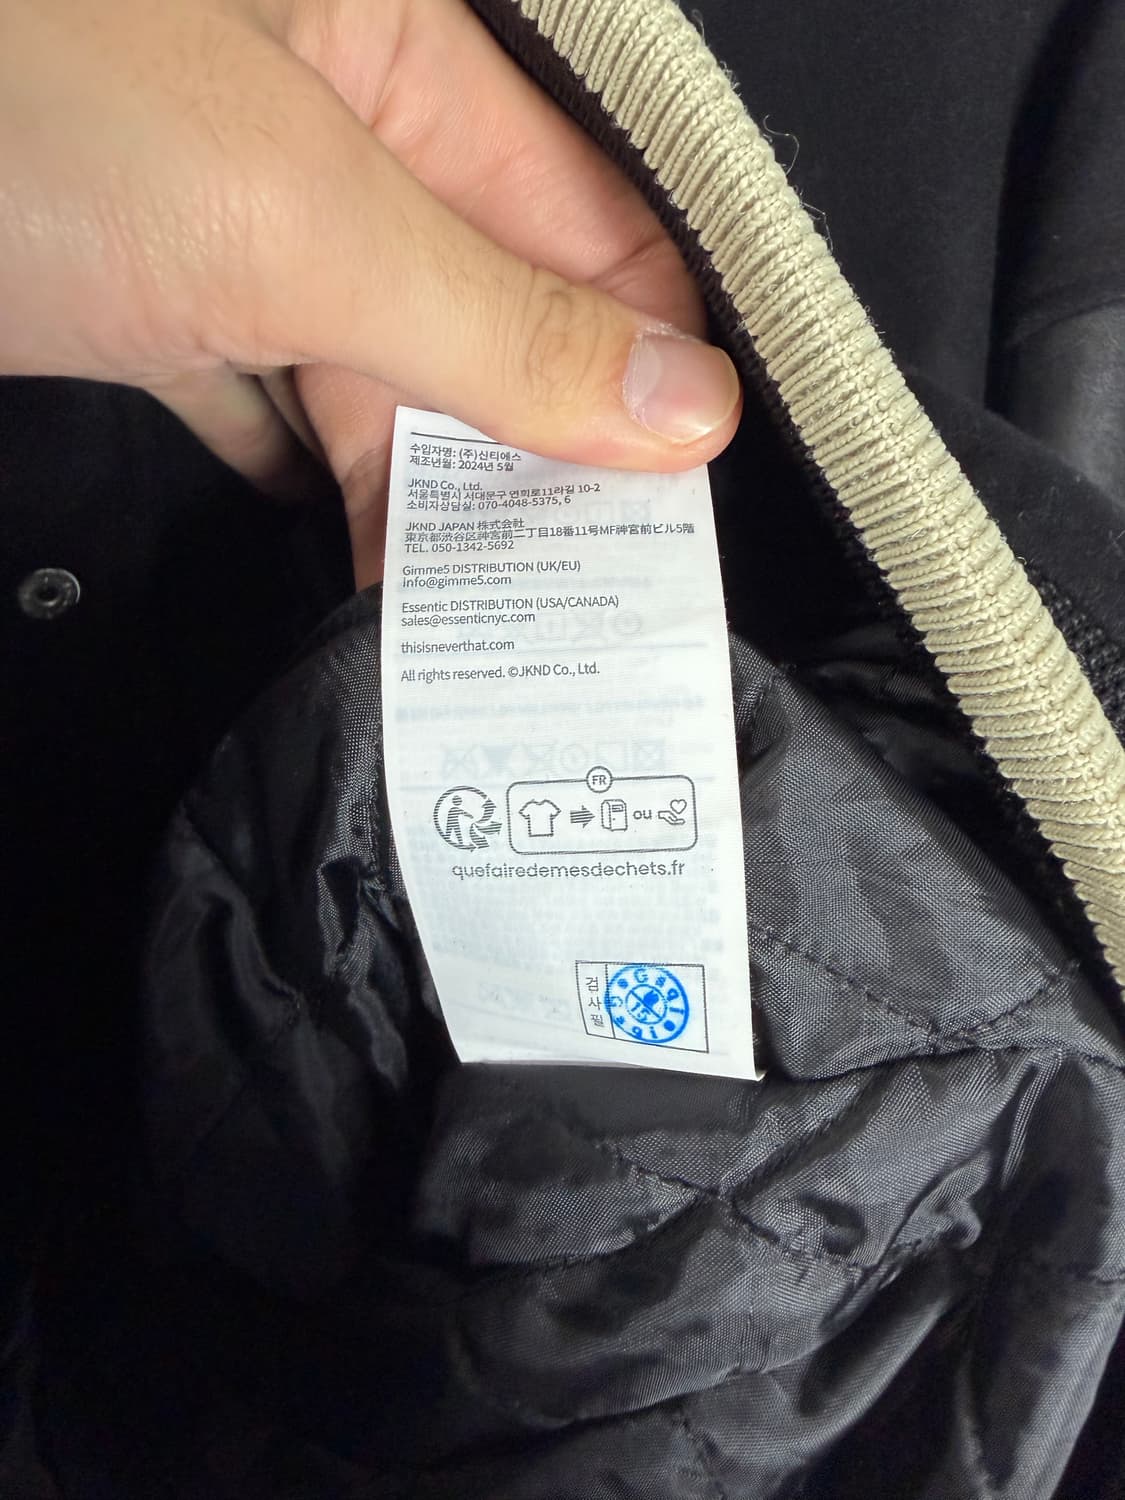 수입자명: (주)신티에스
제조년월: 2024년 5월
JKND Co., Ltd.
서울특별시 서대문구 연희로11라길 10-2
소비자상담실: 070-4048-5375, 6
JKND JAPAN 株式会社
東京都渋谷区神宮前二丁目18番11号MF神宮前ビル5階
TEL. 050-1342-5692
Gimme5 DISTRIBUTION (UK/EU)
info@gimme5.com
Essentic DISTRIBUTION (USA/CANADA)
sales@essenticnyc.com
thisisneverthat.com
All rights reserved. ©JKND Co., Ltd.
FR
ou
quefairedemesdechets.fr
검사필